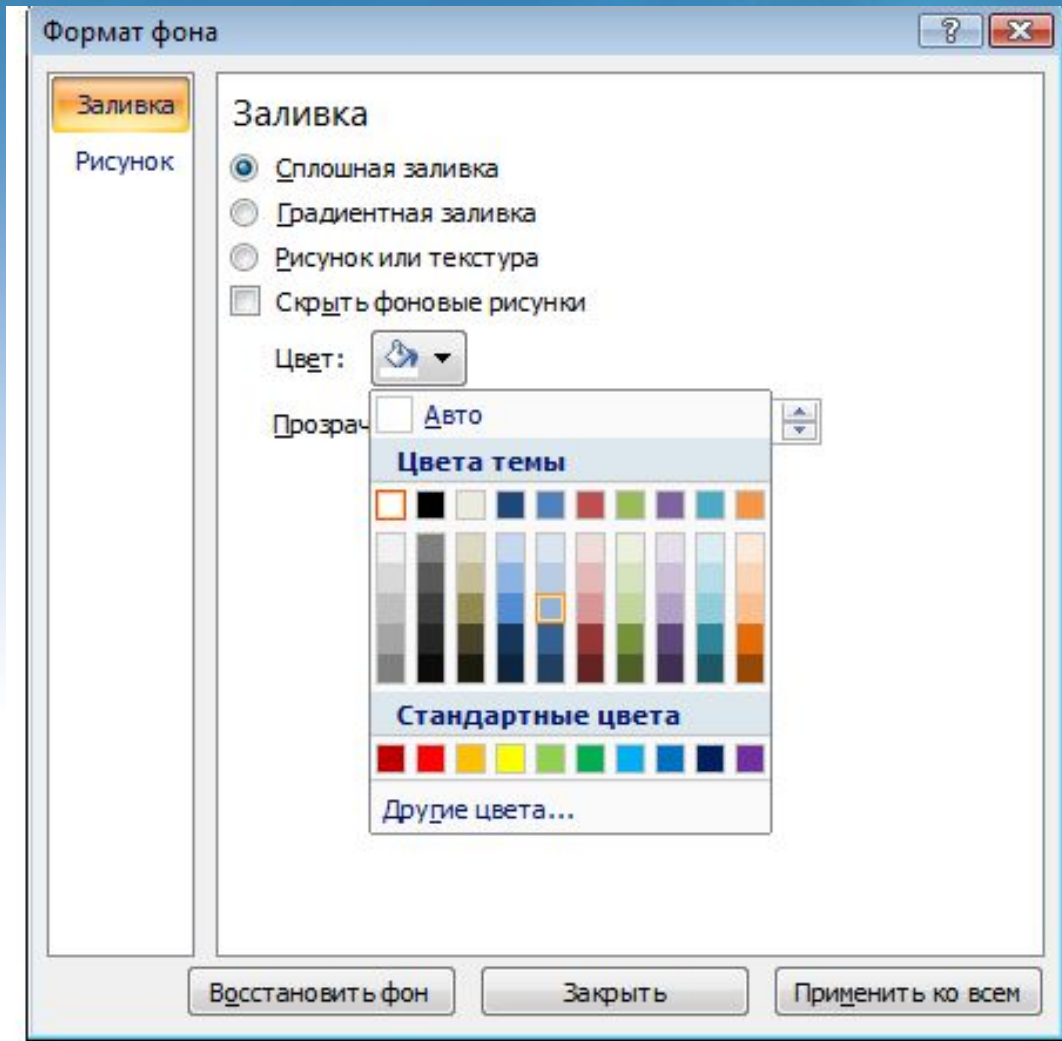 Формат фона
Заливка
Рисунок
Заливка
Сплошная заливка
Градиентная заливка
Рисунок или текстура
Скрыть фоновые рисунки
Цвет:
Прозрач
Авто
Цвета темы
Стандартные цвета
Другие цвета...
Восстановить фон
Закрыть
Применить ко всем